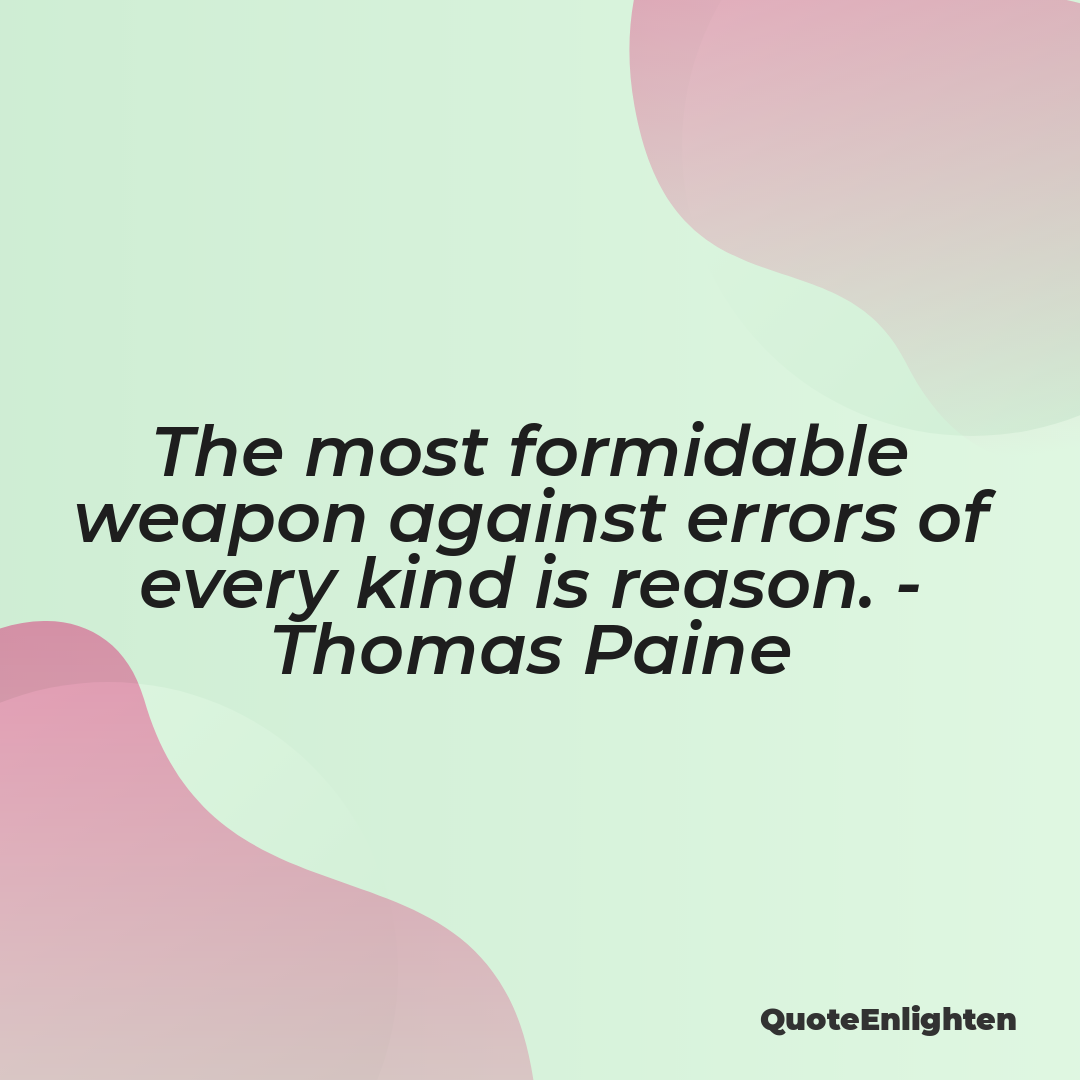 The most formidable
weapon against errors of
every kind is reason. -
Thomas Paine
QuoteEnlighten